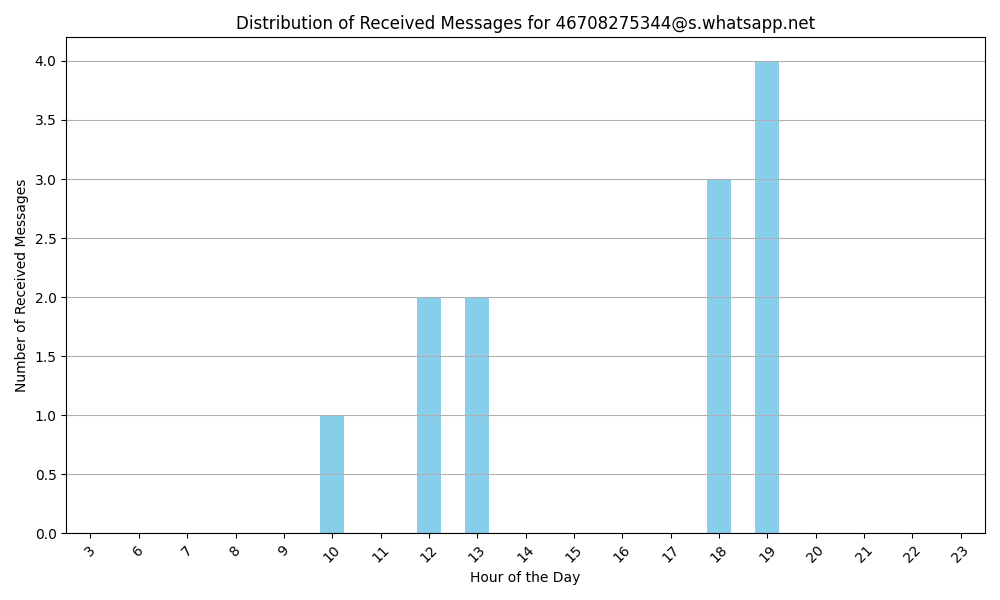 Distribution of Received Messages for 46708275344@s.whatsapp.net
Number of Received Messages
4.0
3.5
3.0
2.5
2.0
1.5
1.0
0.5
0.0
3 6 7 8 9 10 11 12 13 14 15 16 17 18 19 20 21 22 23
Hour of the Day